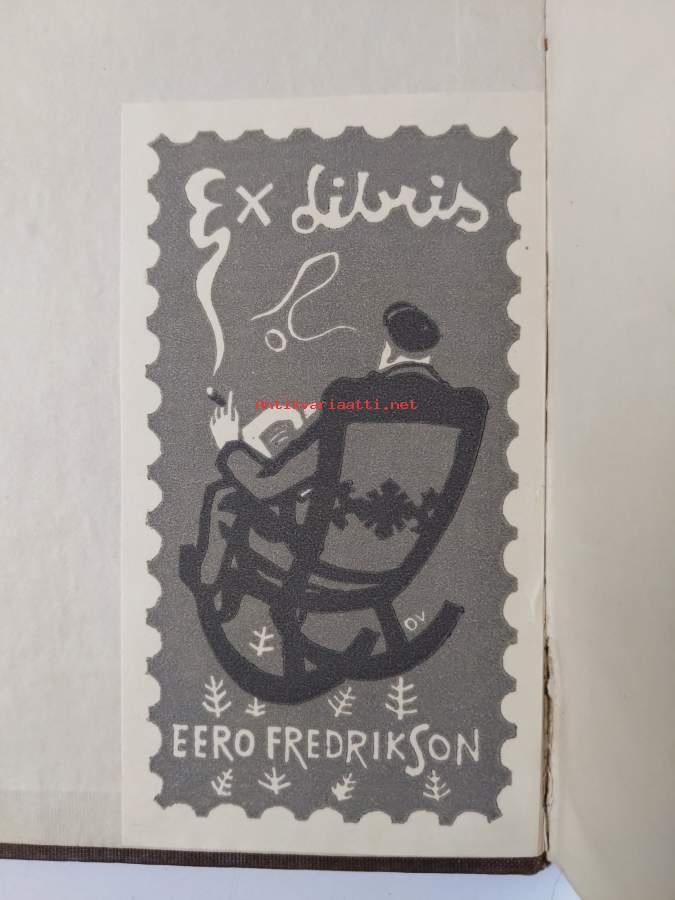 Ex Libris
Antikvariaatti.net
OV
EERO FREDRIKSON